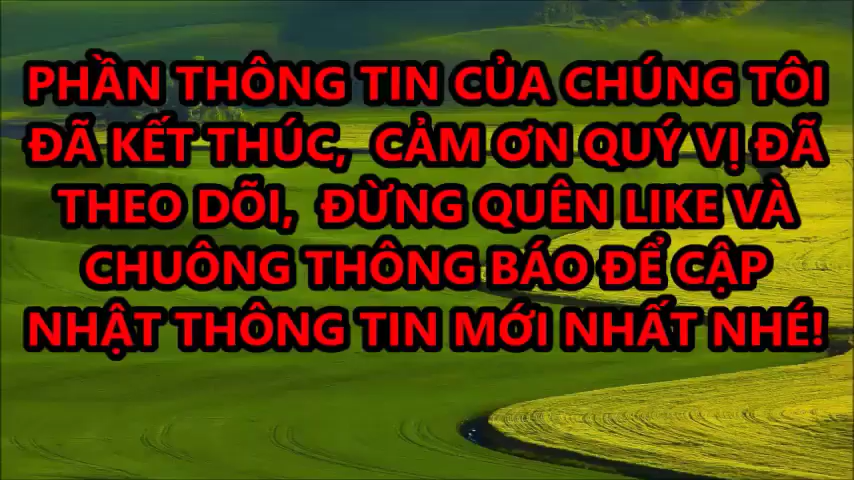 PHẦN THÔNG TIN CỦA CHÚNG TÔI
ĐÃ KẾT THÚC, CẢM ƠN QUÝ VỊ ĐÃ
THEO DÕI, ĐỪNG QUÊN LIKE VÀ
CHUÔNG THÔNG BÁO ĐỂ CẬP
NHẬT THÔNG TIN MỚI NHẤT NHÉ!